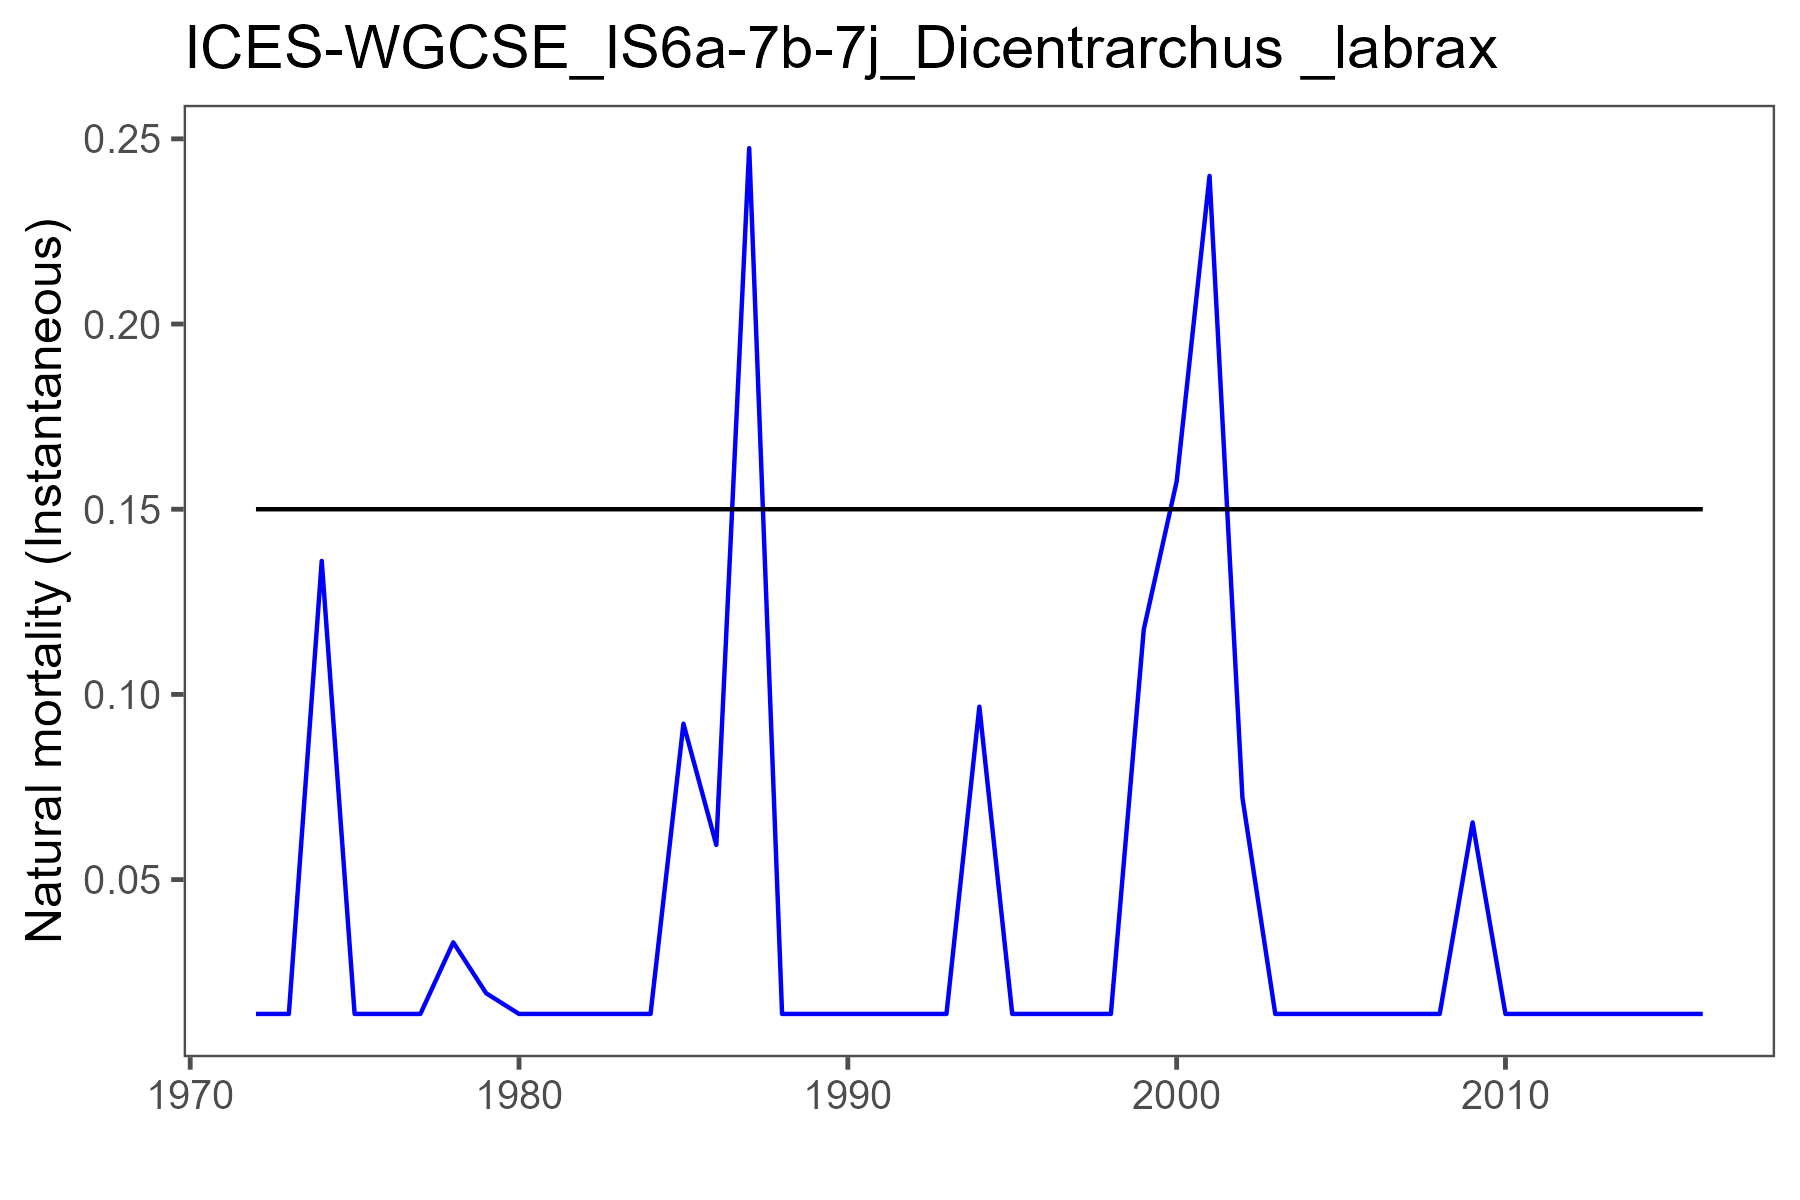 ICES-WGCSE_IS6a-7b-7j_Dicentrarchus _labrax
Natural mortality (Instantaneous)
0.25
0.20
0.15
0.10
0.05
1970 1980 1990 2000 2010